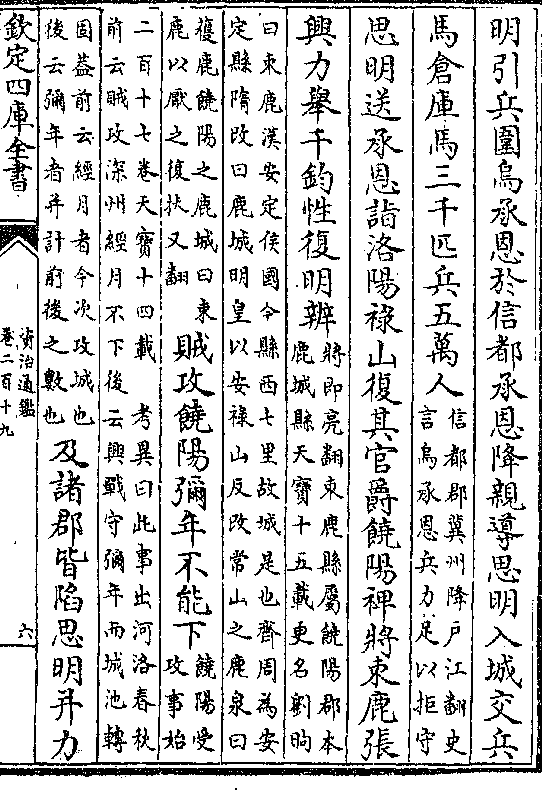 明引兵圍烏承恩於信都承恩降親導思明入城交兵
馬倉庫馬三千匹兵五萬人
信都郡冀州降戶江翻史
言烏承恩兵力足以拒守
思明送承恩詣洛陽祿山復其官爵饒陽裨將束鹿張
興力舉千鈞性復明辨
將即亮翻束鹿縣屬饒陽郡本
鹿城縣天寶十五載更名劉昫
曰束鹿漢安定侯國今縣西七里故城是也齊周為安
定縣隋改曰鹿城明皇以安祿山反改常山之鹿泉曰
獲鹿饒陽之鹿城曰束
鹿以厭之復扶又翻
賊攻饒陽彌年不能下
饒陽受
攻事始
二百十七卷天寶十四載 考異曰此事出河洛春秋
前云賊攻深州經月不下後云興戰守彌年而城池轉
固蓋前云經月者今次攻城也
後云彌年者并計前後之數也
及諸郡皆陷思明并力
欽定四庫全書
資治通鑑
卷二百十九
六